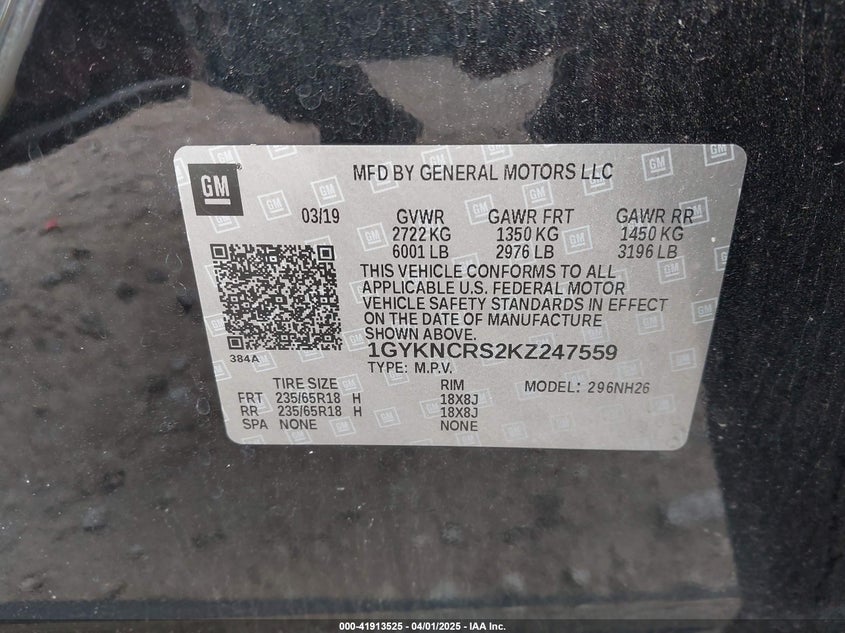 GM
MFD BY GENERAL MOTORS LLC
03/19 GVWR GAWR FRT GAWR RR
2722 KG 1350 KG 1450 KG
6001 LB 2976 LB 3196 LB
THIS VEHICLE CONFORMS TO ALL
APPLICABLE U.S. FEDERAL MOTOR
VEHICLE SAFETY STANDARDS IN EFFECT
ON THE DATE OF MANUFACTURE
SHOWN ABOVE.
384A
1GYKNCRS2KZ247559
TYPE: M.P.V.
TIRE SIZE RIM MODEL: 296NH26
FRT 235/65R18 H 18X8J
RR 235/65R18 H 18X8J
SPA NONE NONE
000-41913525 - 04/01/2025 - IAA Inc.